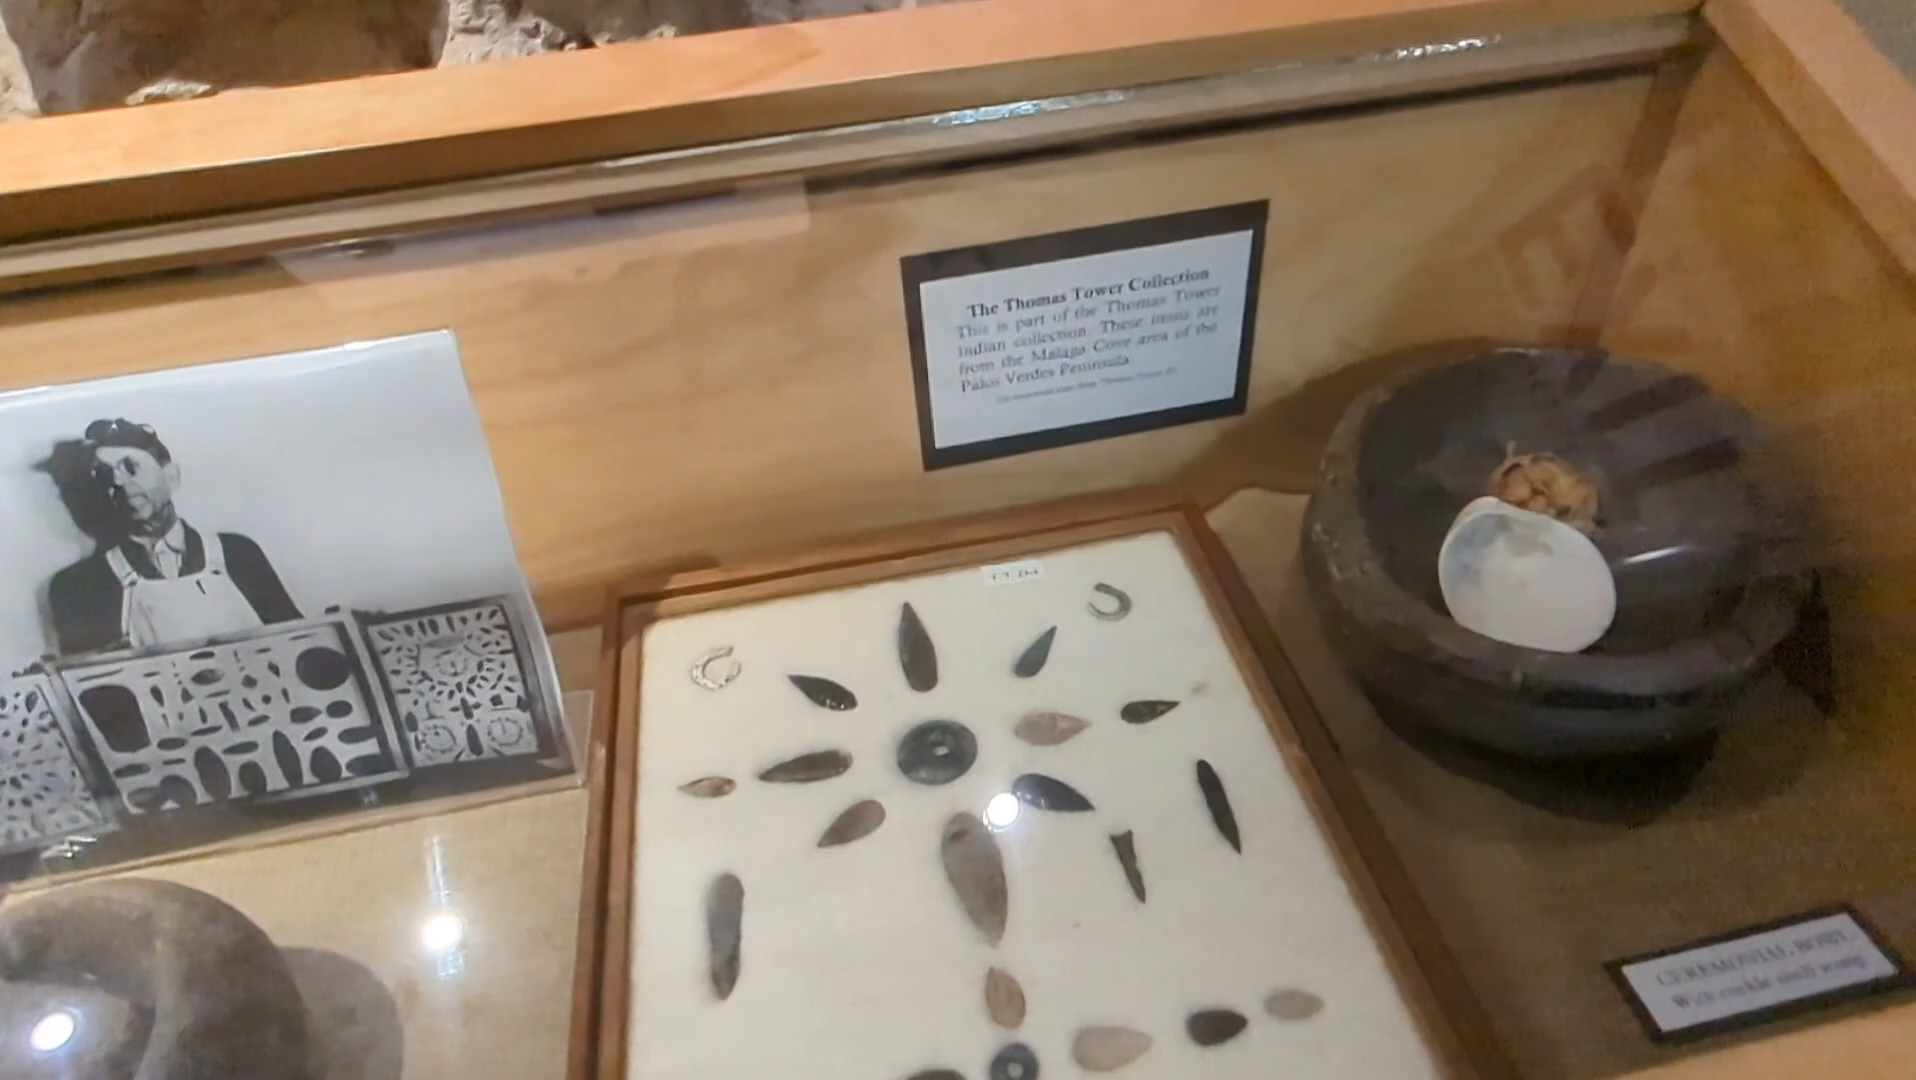 The Thomas Tower Collection
This is part of the Thomas Tower
Indian collection. These items are
from the Malaga Cove area of the
Palos Verdes Peninsula.
CEREMONIAL BOWL
With cockle shell